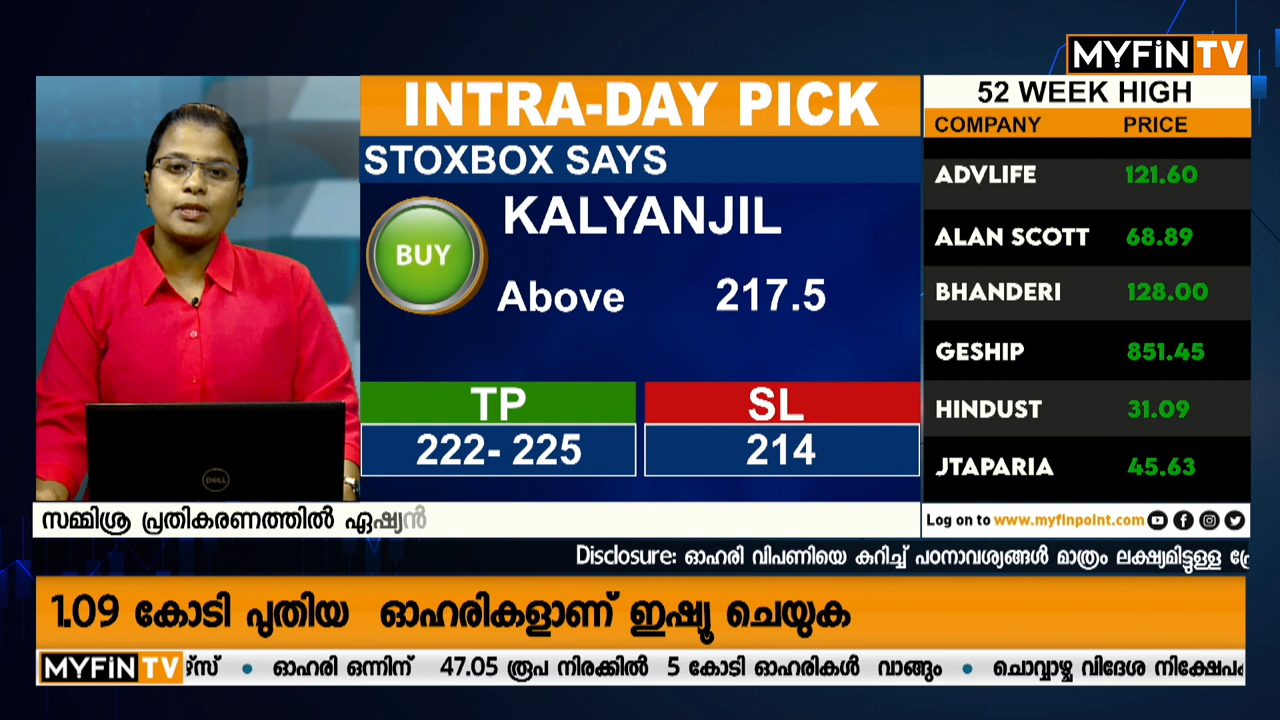 MYFIN TV
INTRA-DAY PICK
STOXBOX SAYS
BUY
KALYANJIL
Above 217.5
TP SL
222- 225 214
52 WEEK HIGH
COMPANY PRICE
ADVLIFE 121.60
ALAN SCOTT 68.89
BHANDERI 128.00
GESHIP 851.45
HINDUST 31.09
JTAPARIA 45.63
DELL
സമ്മിശ്ര പ്രതികരണത്തിൽ ഏഷ്യൻ
Log on to www.myfinpoint.com
Disclosure: ഓഹരി വിപണിയെ കുറിച്ച് പഠനാവശ്യങ്ങൾ മാത്രം ലക്ഷ്യമിട്ടുള്ള
1.09 കോടി പുതിയ ഓഹരികളാണ് ഇഷ്യൂ ചെയ്യുക
MYFIN TV
ഓഹരി ഒന്നിന് 47.05 രൂപ നിരക്കിൽ 5 കോടി ഓഹരികൾ വാങ്ങും • ചൊവ്വാഴ്ച വിദേശ